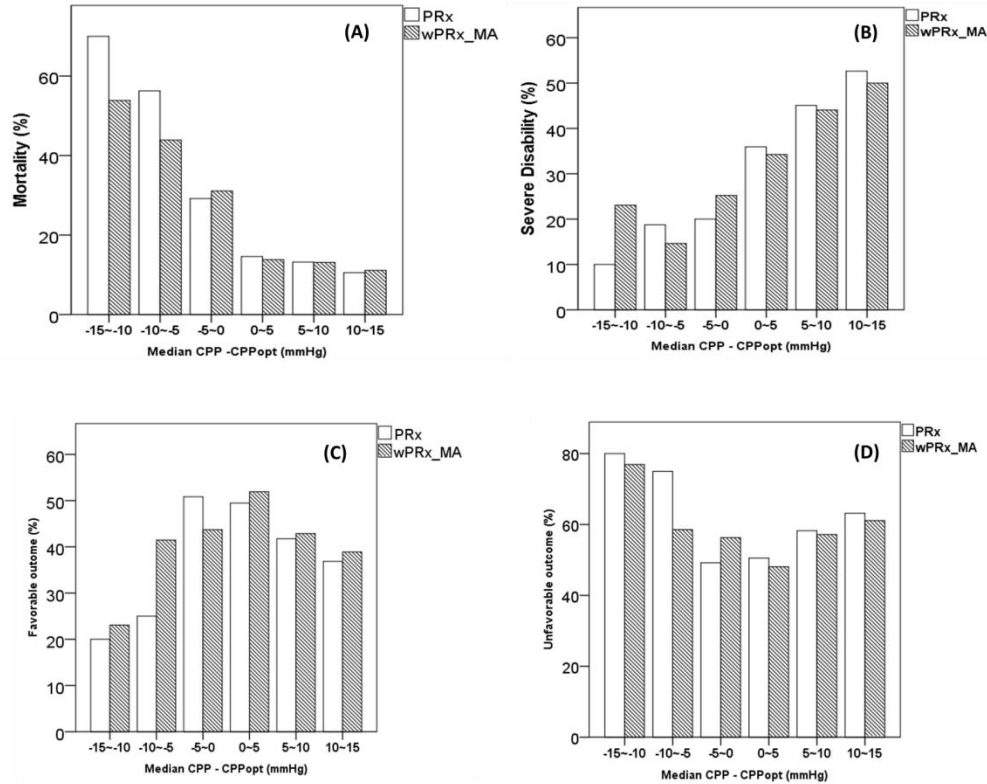 (A)
PRx
wPRx_MA
Mortality (%)
60
40
20
0
-15~-10 -10~-5 -5~0 0~5 5~10 10~15
Median CPP -CPPopt (mmHg)
(B)
PRx
wPRx_MA
Severe Disability (%)
60
50
40
30
20
10
0
-15~-10 -10~-5 -5~0 0~5 5~10 10~15
Median CPP - CPPopt (mmHg)
(C)
PRx
wPRx_MA
Favorable outcome (%)
60
50
40
30
20
10
0
-15~-10 -10~-5 -5~0 0~5 5~10 10~15
Median CPP - CPPopt (mmHg)
(D)
PRx
wPRx_MA
Unfavorable outcome (%)
80
60
40
20
0
-15~-10 -10~-5 -5~0 0~5 5~10 10~15
Median CPP - CPPopt (mmHg)